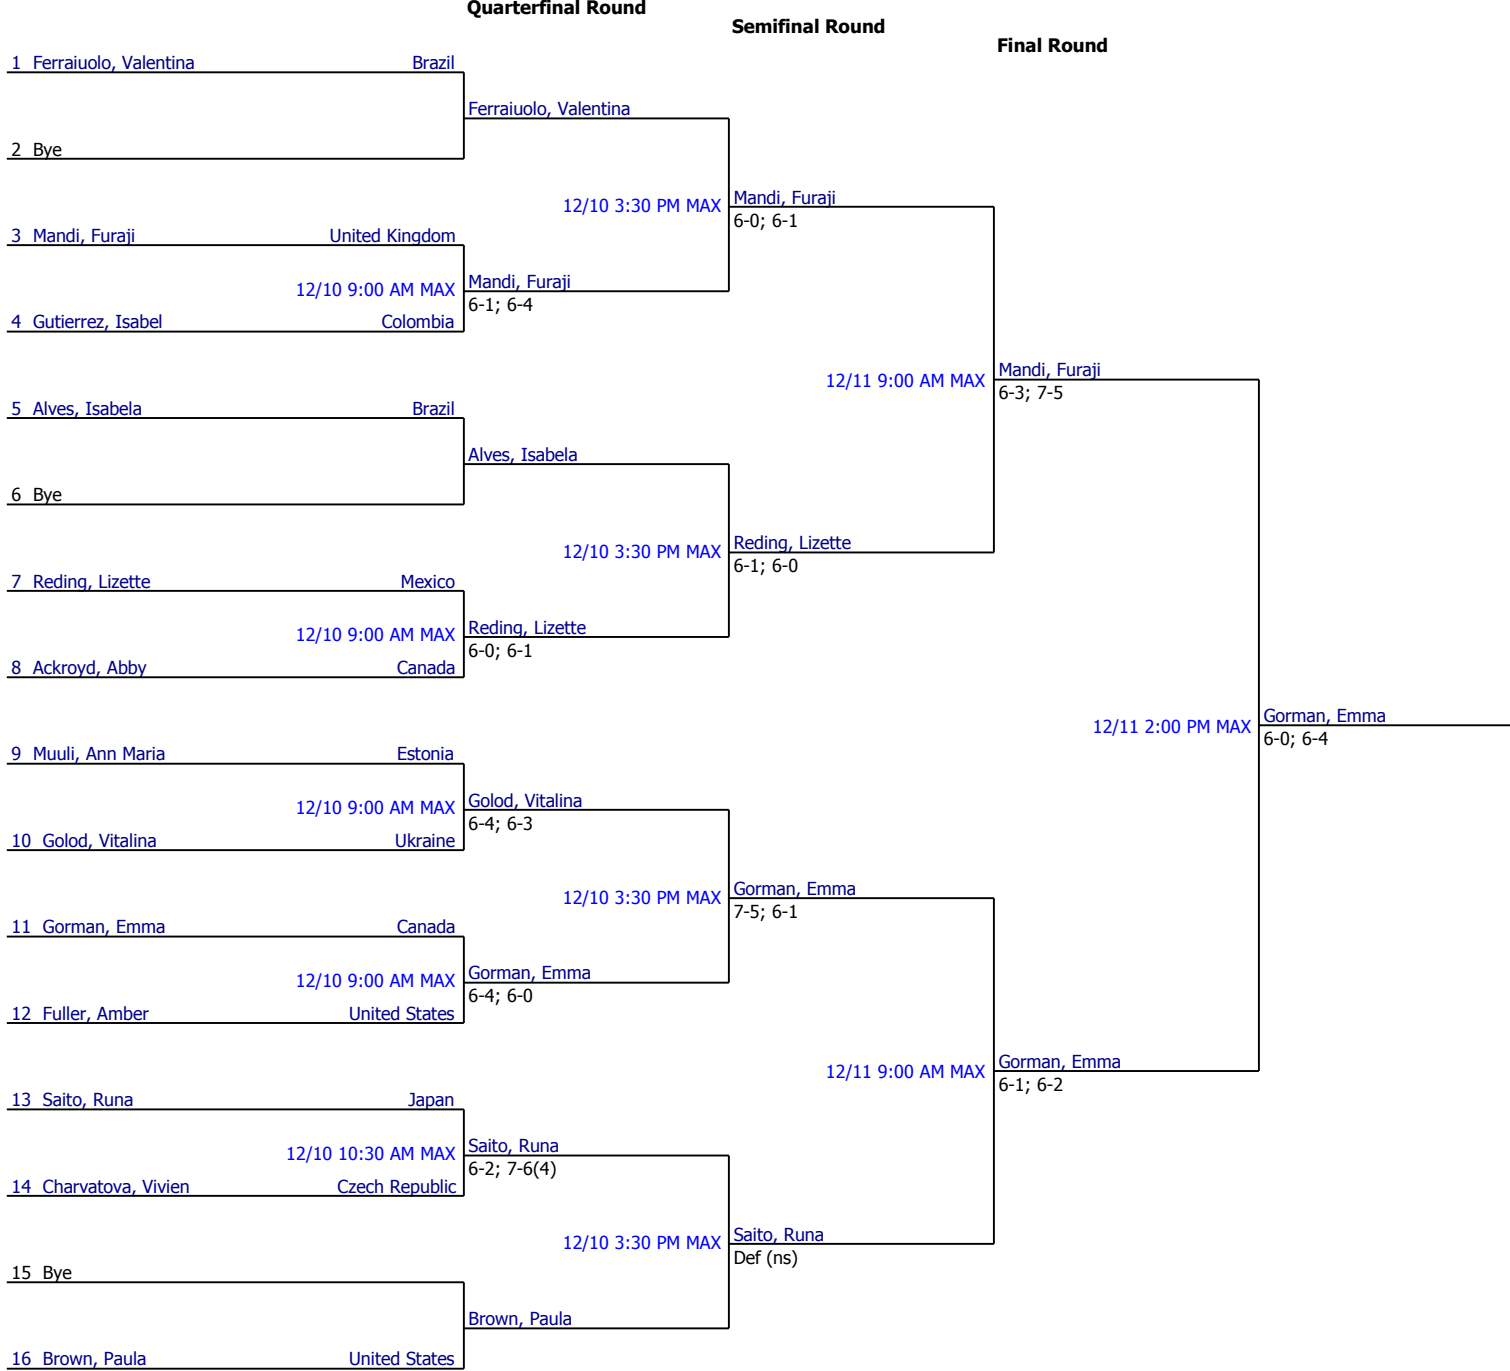 Quarterfinal Round
Semifinal Round
Final Round
1 Ferraiuolo, Valentina Brazil
Ferraiuolo, Valentina
2 Bye
12/10 3:30 PM MAX Mandi, Furaji
6-0; 6-1
3 Mandi, Furaji United Kingdom
12/10 9:00 AM MAX Mandi, Furaji
6-1; 6-4
4 Gutierrez, Isabel Colombia
12/11 9:00 AM MAX Mandi, Furaji
6-3; 7-5
5 Alves, Isabela Brazil
Alves, Isabela
6 Bye
12/10 3:30 PM MAX Reding, Lizette
6-1; 6-0
7 Reding, Lizette Mexico
12/10 9:00 AM MAX Reding, Lizette
6-0; 6-1
8 Ackroyd, Abby Canada
12/11 2:00 PM MAX Gorman, Emma
6-0; 6-4
9 Muuli, Ann Maria Estonia
12/10 9:00 AM MAX Golod, Vitalina
6-4; 6-3
10 Golod, Vitalina Ukraine
12/10 3:30 PM MAX Gorman, Emma
7-5; 6-1
11 Gorman, Emma Canada
12/10 9:00 AM MAX Gorman, Emma
6-4; 6-0
12 Fuller, Amber United States
12/11 9:00 AM MAX Gorman, Emma
6-1; 6-2
13 Saito, Runa Japan
12/10 10:30 AM MAX Saito, Runa
6-2; 7-6(4)
14 Charvatova, Vivien Czech Republic
12/10 3:30 PM MAX Saito, Runa
Def (ns)
15 Bye
Brown, Paula
16 Brown, Paula United States